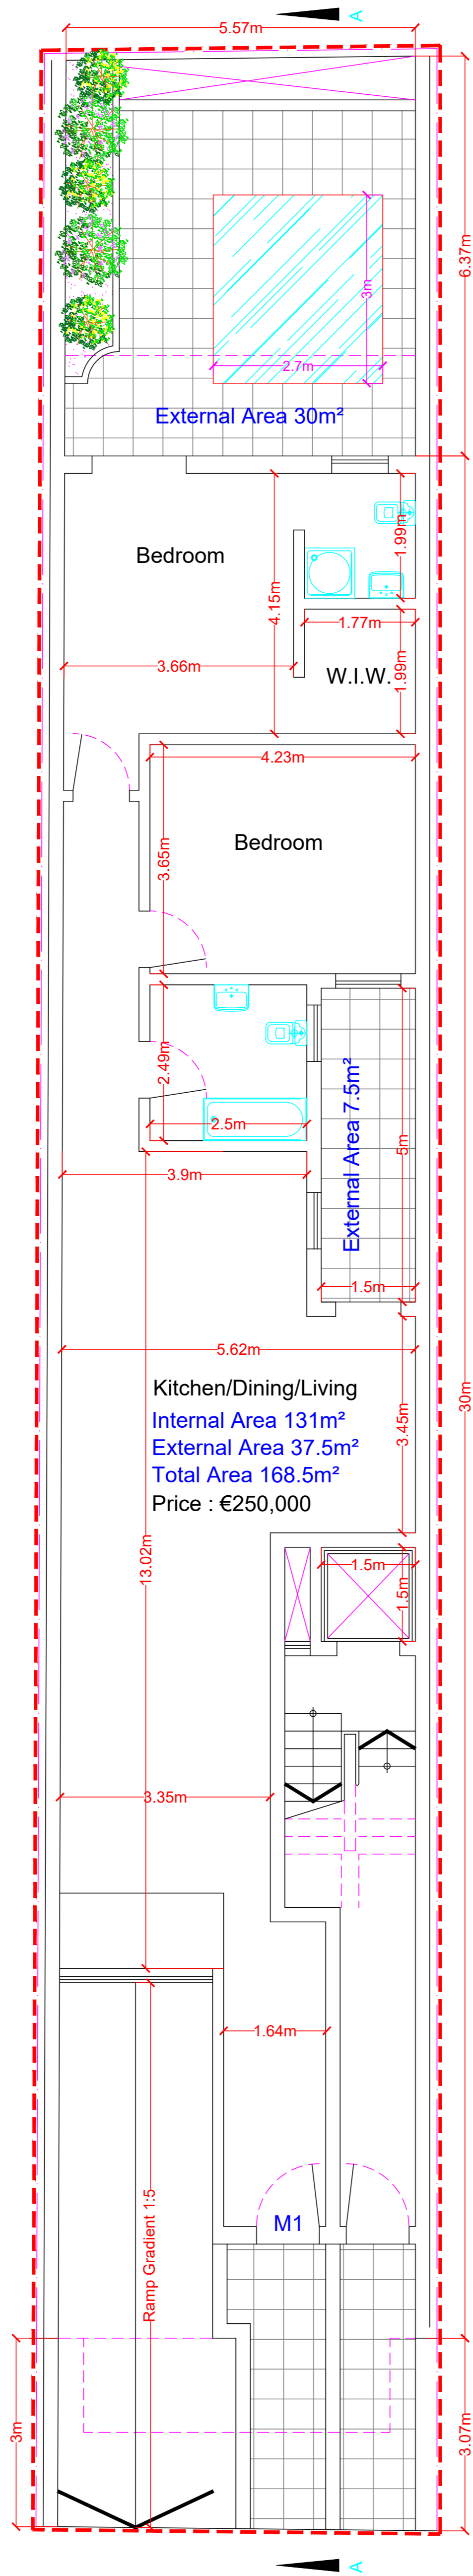 A
5.57m
6.37m
3m
2.7m
External Area 30m²
Bedroom
1.99m
4.15m
1.77m
3.66m
W.I.W.
1.99m
4.23m
3.65m
Bedroom
2.49m
2.5m
External Area 7.5m²
5m
3.9m
1.5m
5.62m
Kitchen/Dining/Living
Internal Area 131m²
External Area 37.5m²
Total Area 168.5m²
Price : €250,000
3.45m
30m
13.02m
1.5m
1.5m
3.35m
1.64m
Ramp Gradient 1:5
M1
3m
3.07m
A